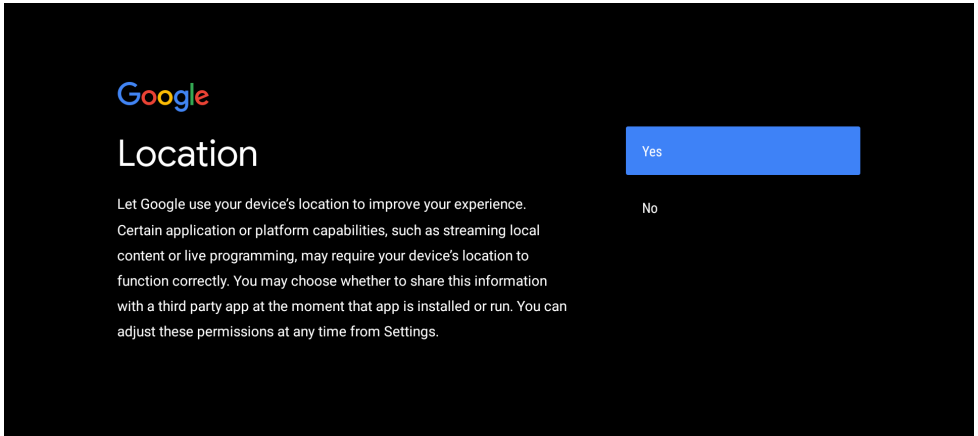 Google
Location
Let Google use your device’s location to improve your experience.
Certain application or platform capabilities, such as streaming local
content or live programming, may require your device’s location to
function correctly. You may choose whether to share this information
with a third party app at the moment that app is installed or run. You can
adjust these permissions at any time from Settings.
Yes
No